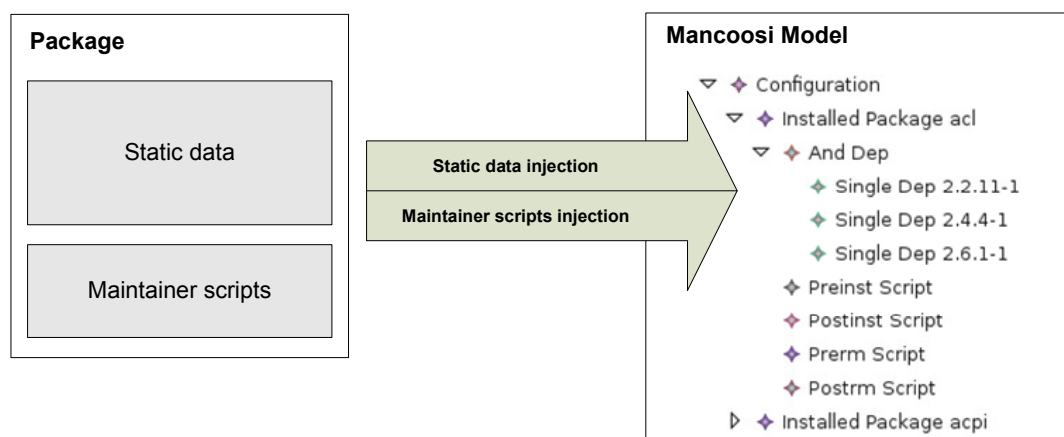 Package
Static data
Maintainer scripts
Static data injection
Maintainer scripts injection
Mancoosi Model
Configuration
Installed Package acl
And Dep
Single Dep 2.2.11-1
Single Dep 2.4.4-1
Single Dep 2.6.1-1
Preinst Script
Postinst Script
Prerm Script
Postrm Script
Installed Package acpi